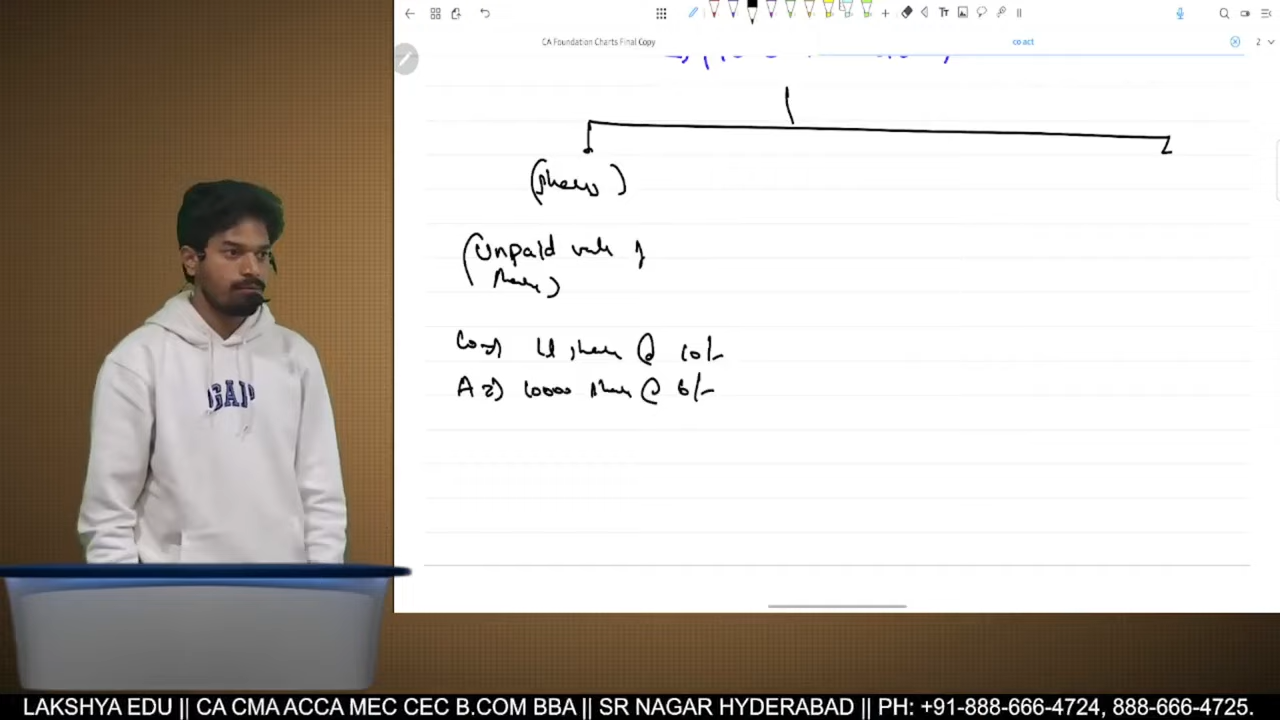 CA Foundation Charts Final Copy
co act
2
(Shares)
(Unpaid value of
shares)
Co => 1L shares @ 10/-
A => 10000 shares @ 6/-
GAP
LAKSHYA EDU || CA CMA ACCA MEC CEC B.COM BBA || SR NAGAR HYDERABAD || PH: +91-888-666-4724, 888-666-4725.